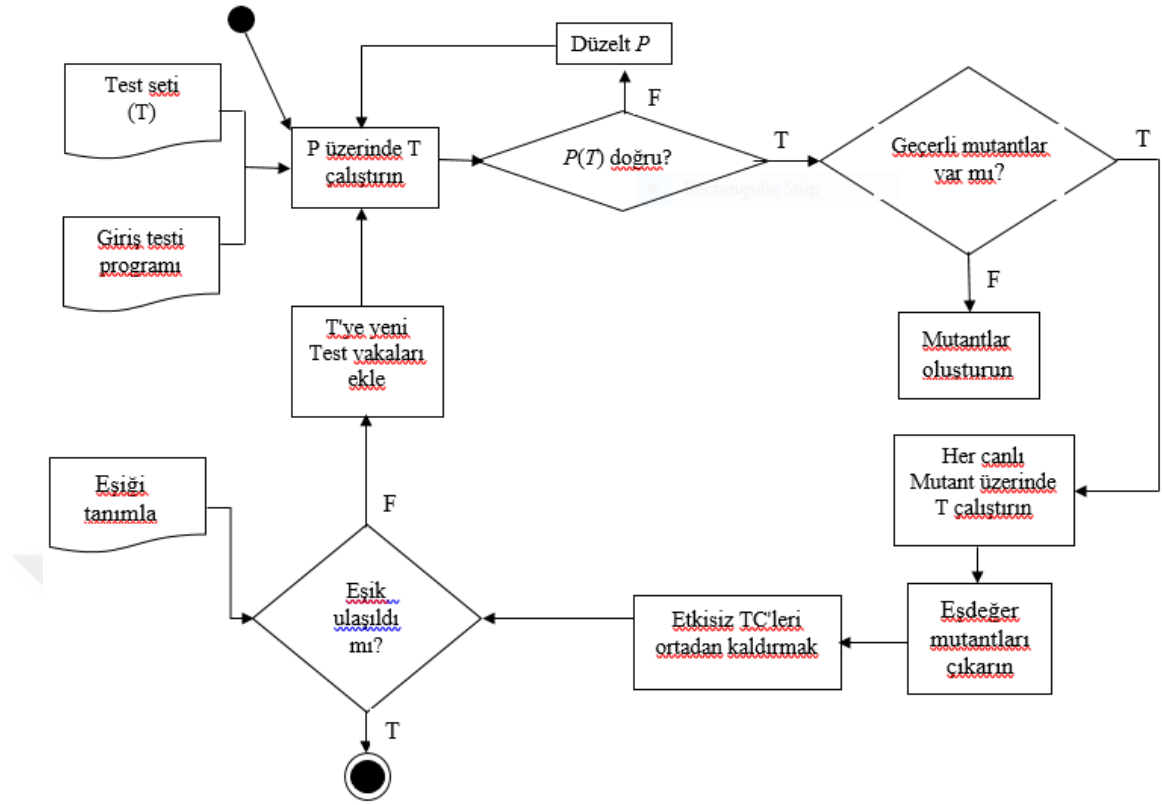 Düzelt P
Test seti
(T)
P üzerinde T
çalıştırın
F
P(T) doğru?
T
Geçerli mutantlar
var mı?
T
Rectangular Snip
Giriş testi
programı
F
Mutantlar
oluşturun
T'ye yeni
Test vakaları
ekle
Her canlı
Mutant üzerinde
T çalıştırın
Eşiği
tanımla
F
Eşik
ulaşıldı
mı?
Etkisiz TC'leri
ortadan kaldırmak
Eşdeğer
mutantları
çıkarın
T